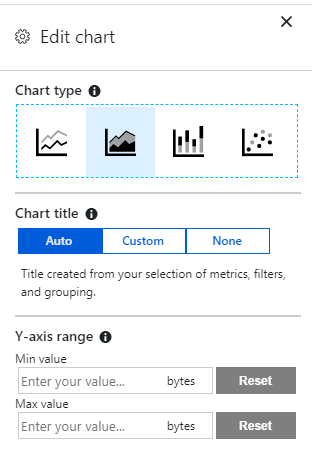 Edit chart
Chart type
Chart title
Auto Custom None
Title created from your selection of metrics, filters,
and grouping.
Y-axis range
Min value
Enter your value... bytes Reset
Max value
Enter your value... bytes Reset